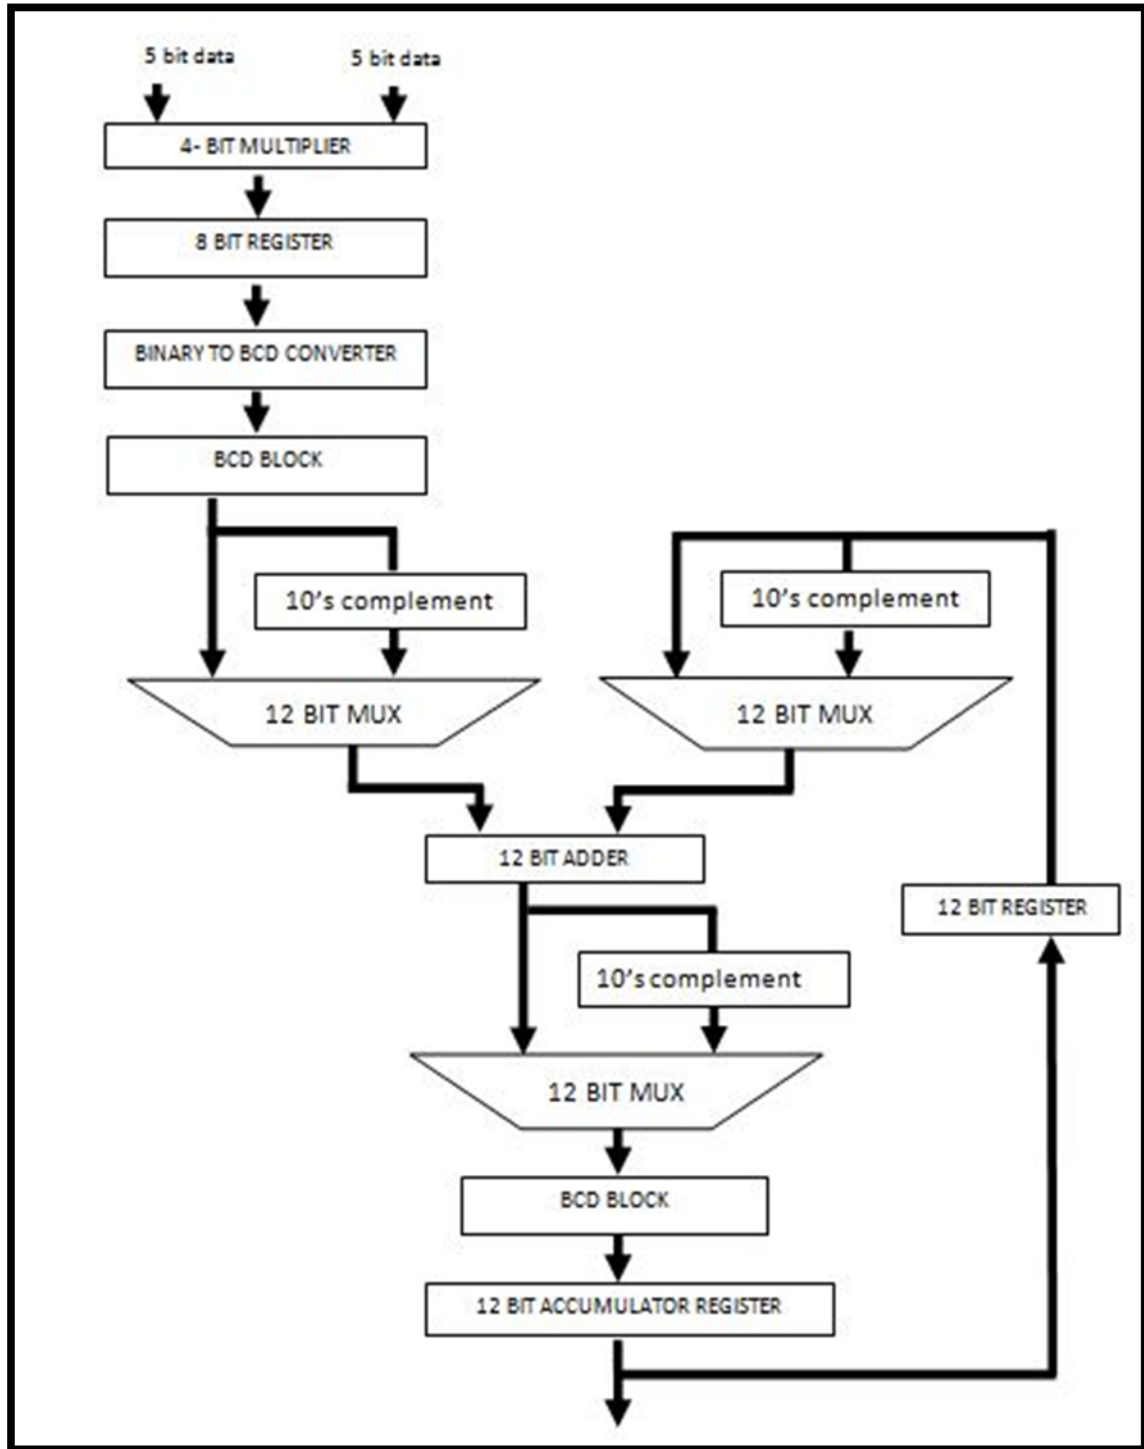 5 bit data
5 bit data
4- BIT MULTIPLIER
8 BIT REGISTER
BINARY TO BCD CONVERTER
BCD BLOCK
10's complement
10's complement
12 BIT MUX
12 BIT MUX
12 BIT ADDER
12 BIT REGISTER
10's complement
12 BIT MUX
BCD BLOCK
12 BIT ACCUMULATOR REGISTER